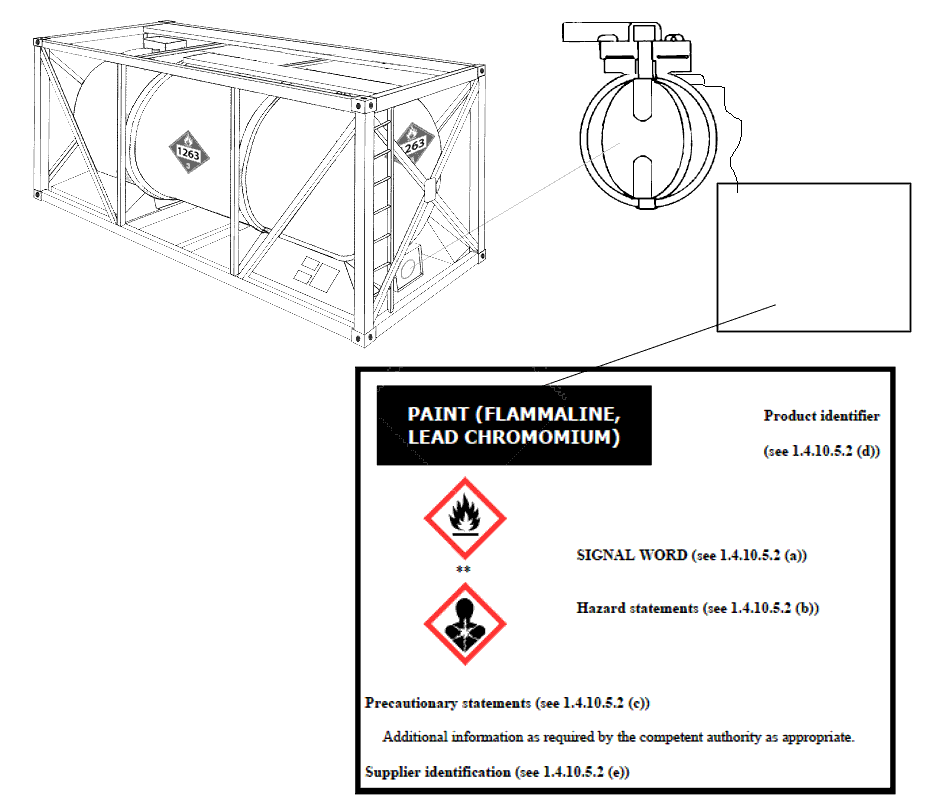 1263
3
263
PAINT (FLAMMALINE,
LEAD CHROMOMIUM)
Product identifier
(see 1.4.10.5.2 (d))
**
SIGNAL WORD (see 1.4.10.5.2 (a))
Hazard statements (see 1.4.10.5.2 (b))
Precautionary statements (see 1.4.10.5.2 (c))
Additional information as required by the competent authority as appropriate.
Supplier identification (see 1.4.10.5.2 (e))